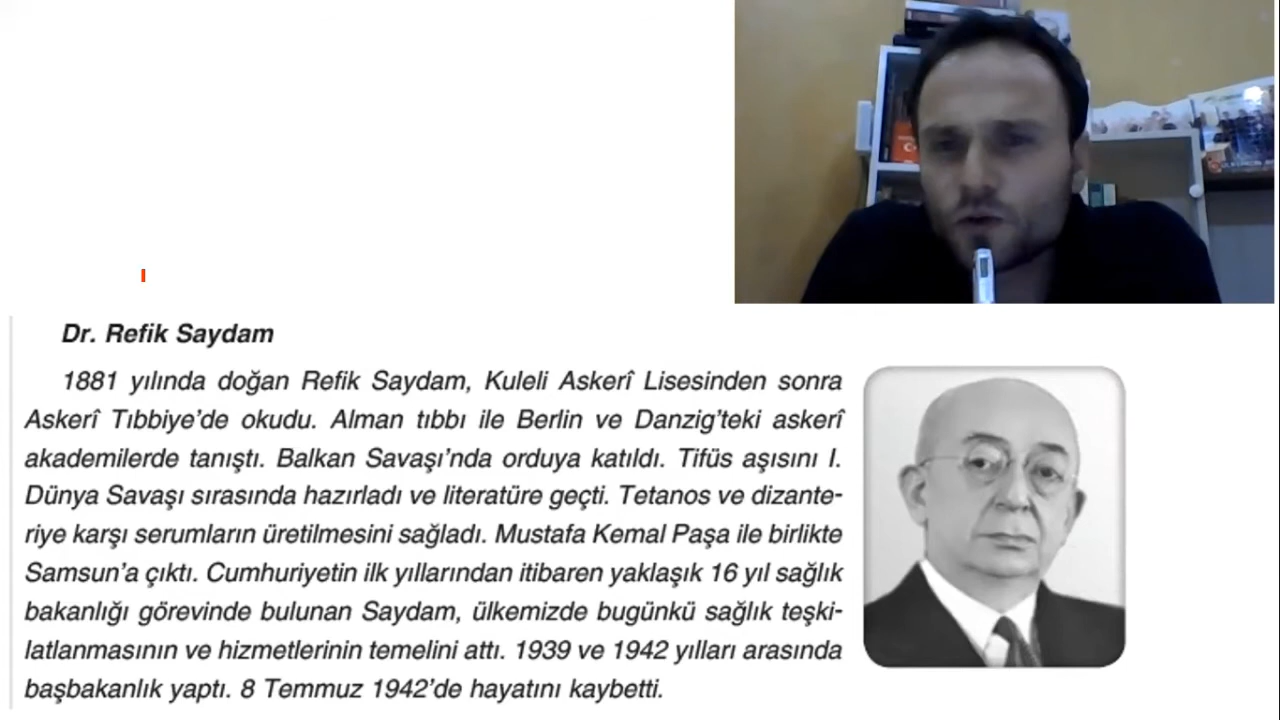 Dr. Refik Saydam
1881 yılında doğan Refik Saydam, Kuleli Askerî Lisesinden sonra
Askerî Tıbbiye’de okudu. Alman tıbbı ile Berlin ve Danzig’teki askerî
akademilerde tanıştı. Balkan Savaşı’nda orduya katıldı. Tifüs aşısını I.
Dünya Savaşı sırasında hazırladı ve literatüre geçti. Tetanos ve dizante-
riye karşı serumların üretilmesini sağladı. Mustafa Kemal Paşa ile birlikte
Samsun’a çıktı. Cumhuriyetin ilk yıllarından itibaren yaklaşık 16 yıl sağlık
bakanlığı görevinde bulunan Saydam, ülkemizde bugünkü sağlık teşki-
latlanmasının ve hizmetlerinin temelini attı. 1939 ve 1942 yılları arasında
başbakanlık yaptı. 8 Temmuz 1942’de hayatını kaybetti.